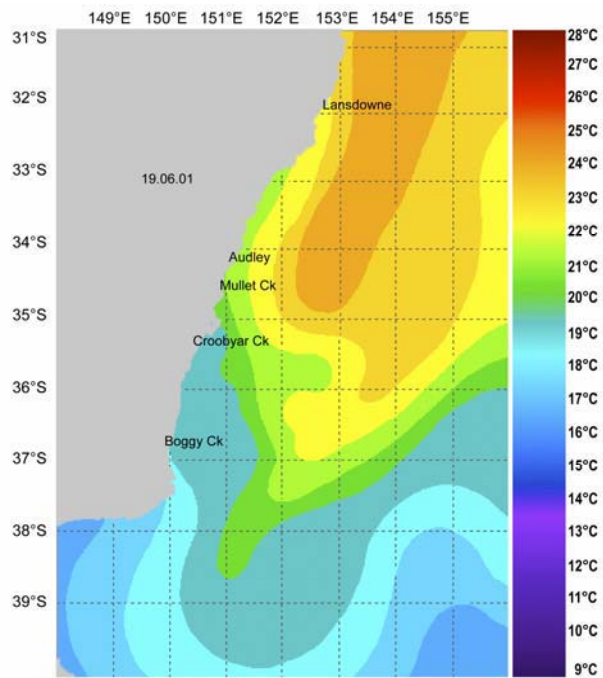 149°E 150°E 151°E 152°E 153°E 154°E 155°E
31°S
32°S
33°S
34°S
35°S
36°S
37°S
38°S
39°S
Lansdowne
19.06.01
Audley
Mullet Ck
Croobyar Ck
Boggy Ck
28°C
27°C
26°C
25°C
24°C
23°C
22°C
21°C
20°C
19°C
18°C
17°C
16°C
15°C
14°C
13°C
12°C
11°C
10°C
9°C